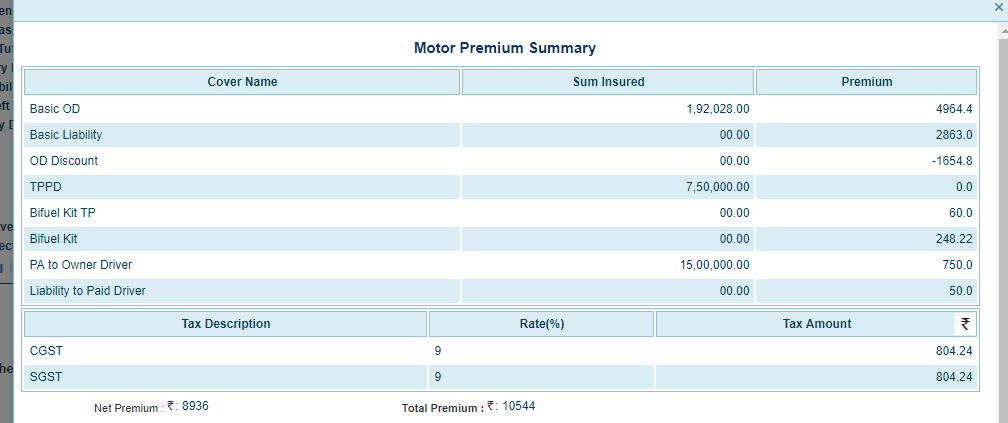 Motor Premium Summary
Cover Name Sum Insured Premium
Basic OD 1,92,028.00 4964.4
Basic Liability 00.00 2863.0
OD Discount 00.00 -1654.8
TPPD 7,50,000.00 0.0
Bifuel Kit TP 00.00 60.0
Bifuel Kit 00.00 248.22
PA to Owner Driver 15,00,000.00 750.0
Liability to Paid Driver 00.00 50.0
Tax Description Rate(%) Tax Amount ₹
CGST 9 804.24
SGST 9 804.24
Net Premium : ₹ : 8936 Total Premium : ₹ : 10544